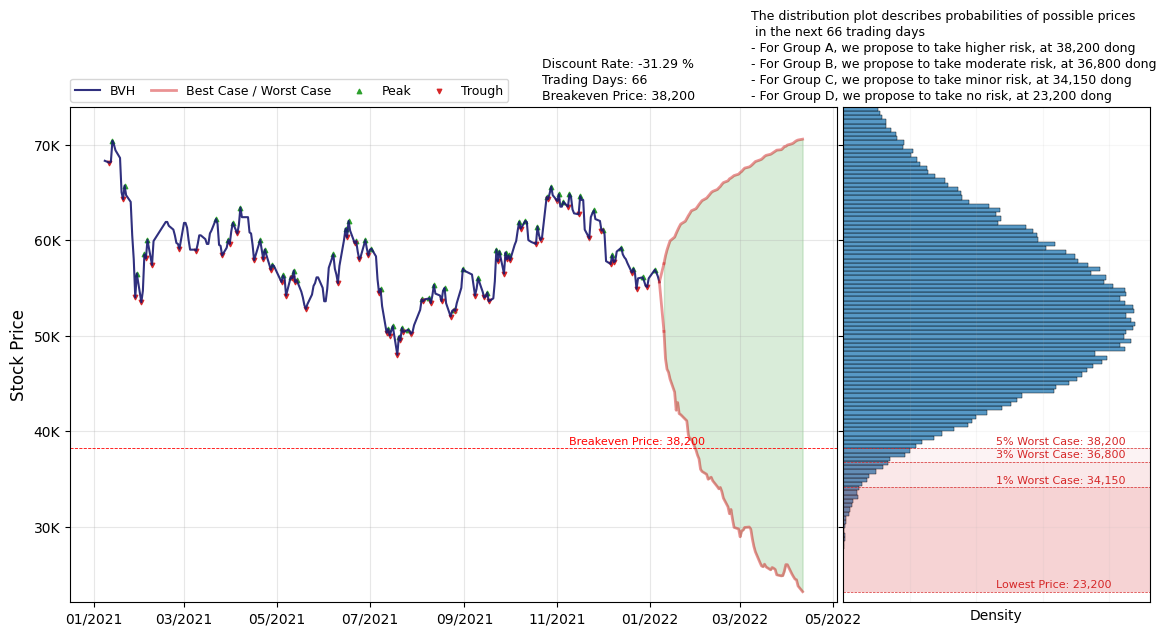 The distribution plot describes probabilities of possible prices
in the next 66 trading days
- For Group A, we propose to take higher risk, at 38,200 dong
- For Group B, we propose to take moderate risk, at 36,800 dong
- For Group C, we propose to take minor risk, at 34,150 dong
- For Group D, we propose to take no risk, at 23,200 dong
Discount Rate: -31.29 %
Trading Days: 66
Breakeven Price: 38,200
BVH
Best Case / Worst Case
Peak
Trough
Stock Price
70K
60K
50K
40K
30K
Breakeven Price: 38,200
5% Worst Case: 38,200
3% Worst Case: 36,800
1% Worst Case: 34,150
Lowest Price: 23,200
01/2021
03/2021
05/2021
07/2021
09/2021
11/2021
01/2022
03/2022
05/2022
Density